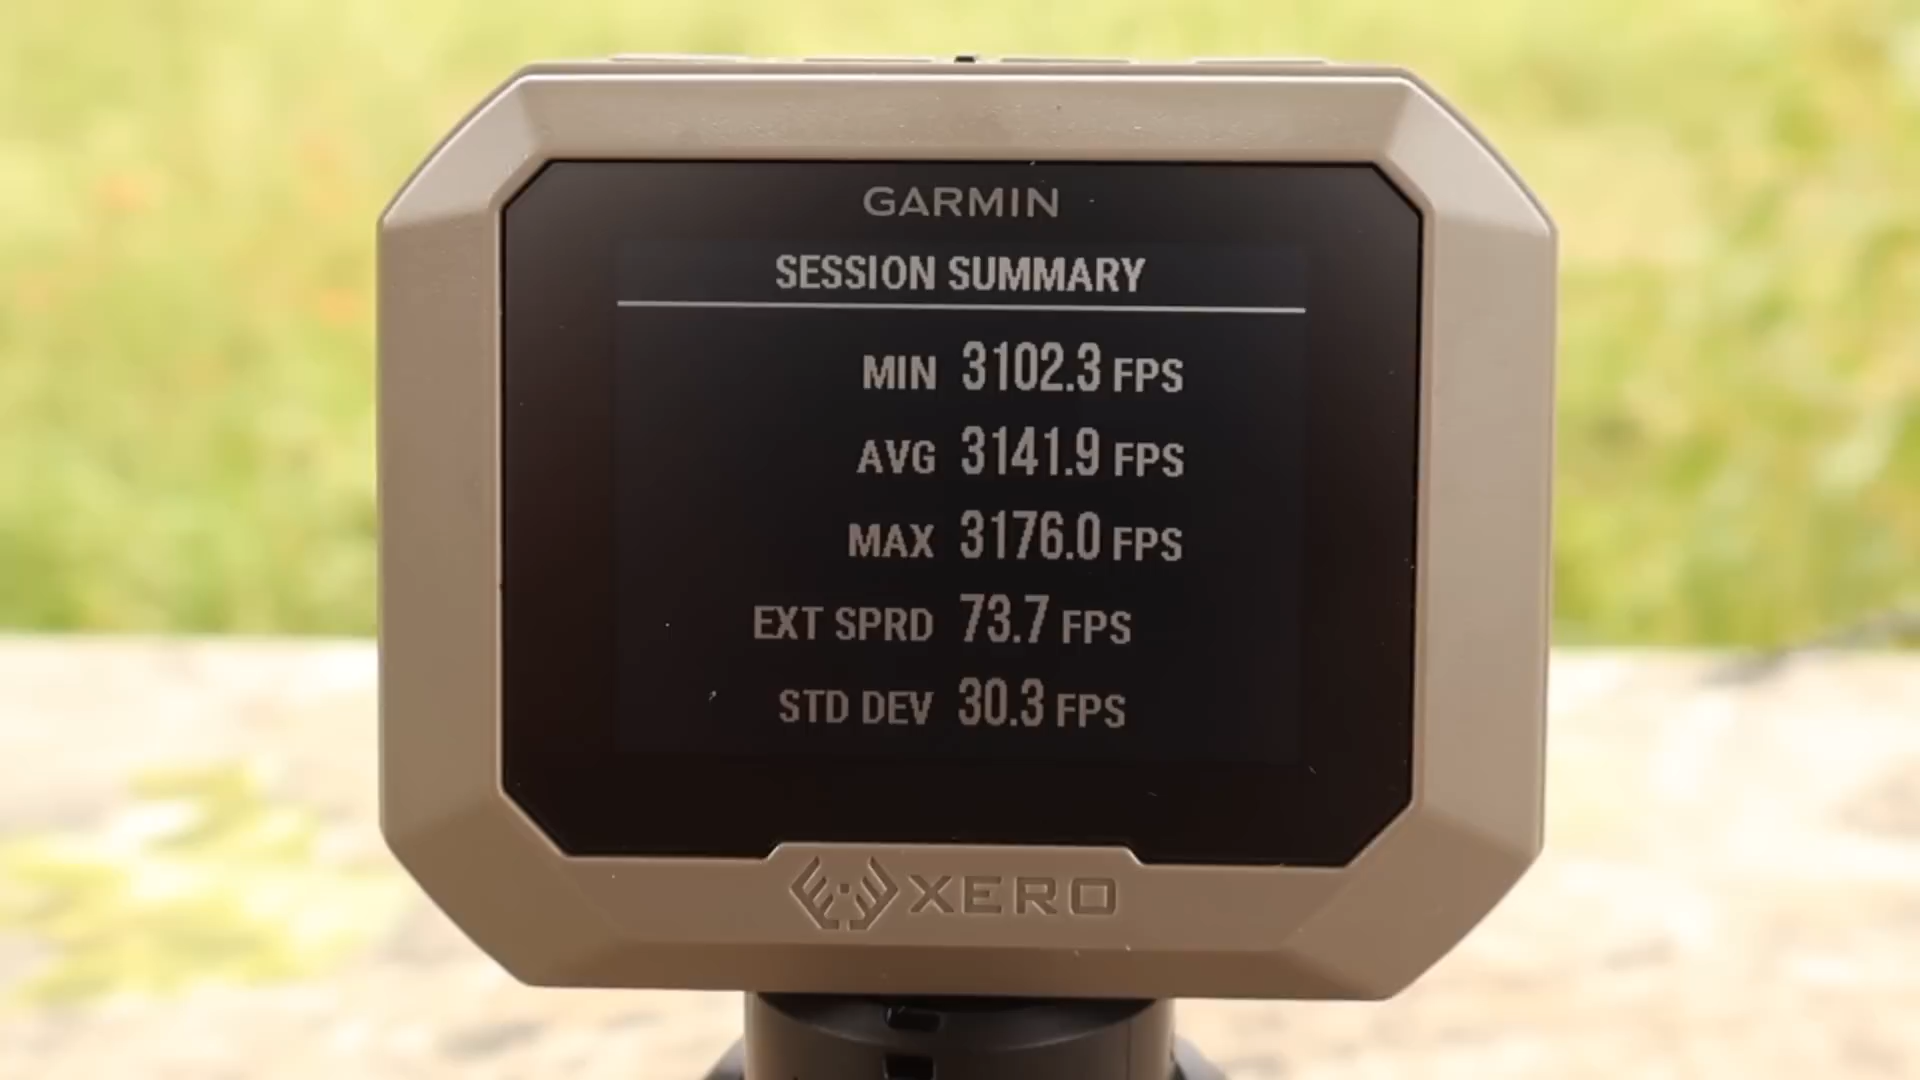 GARMIN
SESSION SUMMARY
MIN 3102.3 FPS
AVG 3141.9 FPS
MAX 3176.0 FPS
EXT SPRD 73.7 FPS
STD DEV 30.3 FPS
XERO